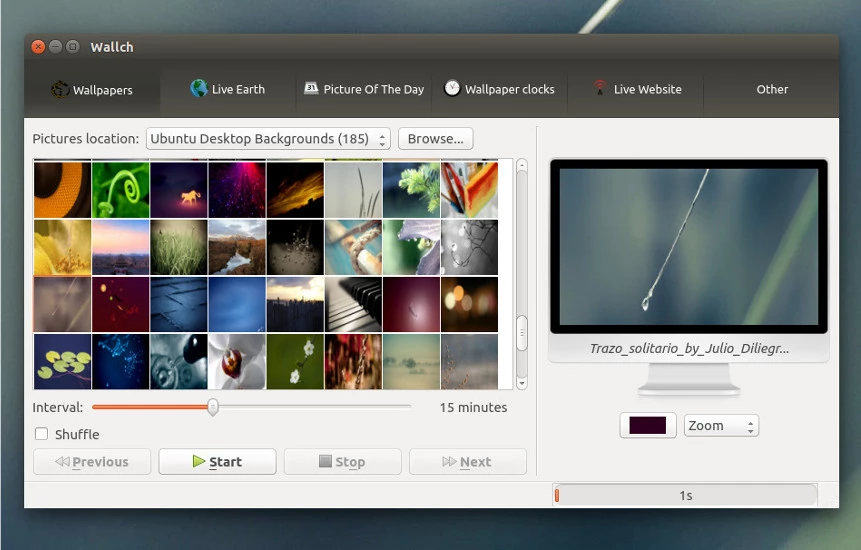 Wallch
Wallpapers
Live Earth
31
Picture Of The Day
Wallpaper clocks
Live Website
Other
Pictures location:
Ubuntu Desktop Backgrounds (185)
Browse...
Trazo_solitario_by_Julio_Diliegr...
Interval:
15 minutes
Zoom
Shuffle
Previous
Start
Stop
Next
1s